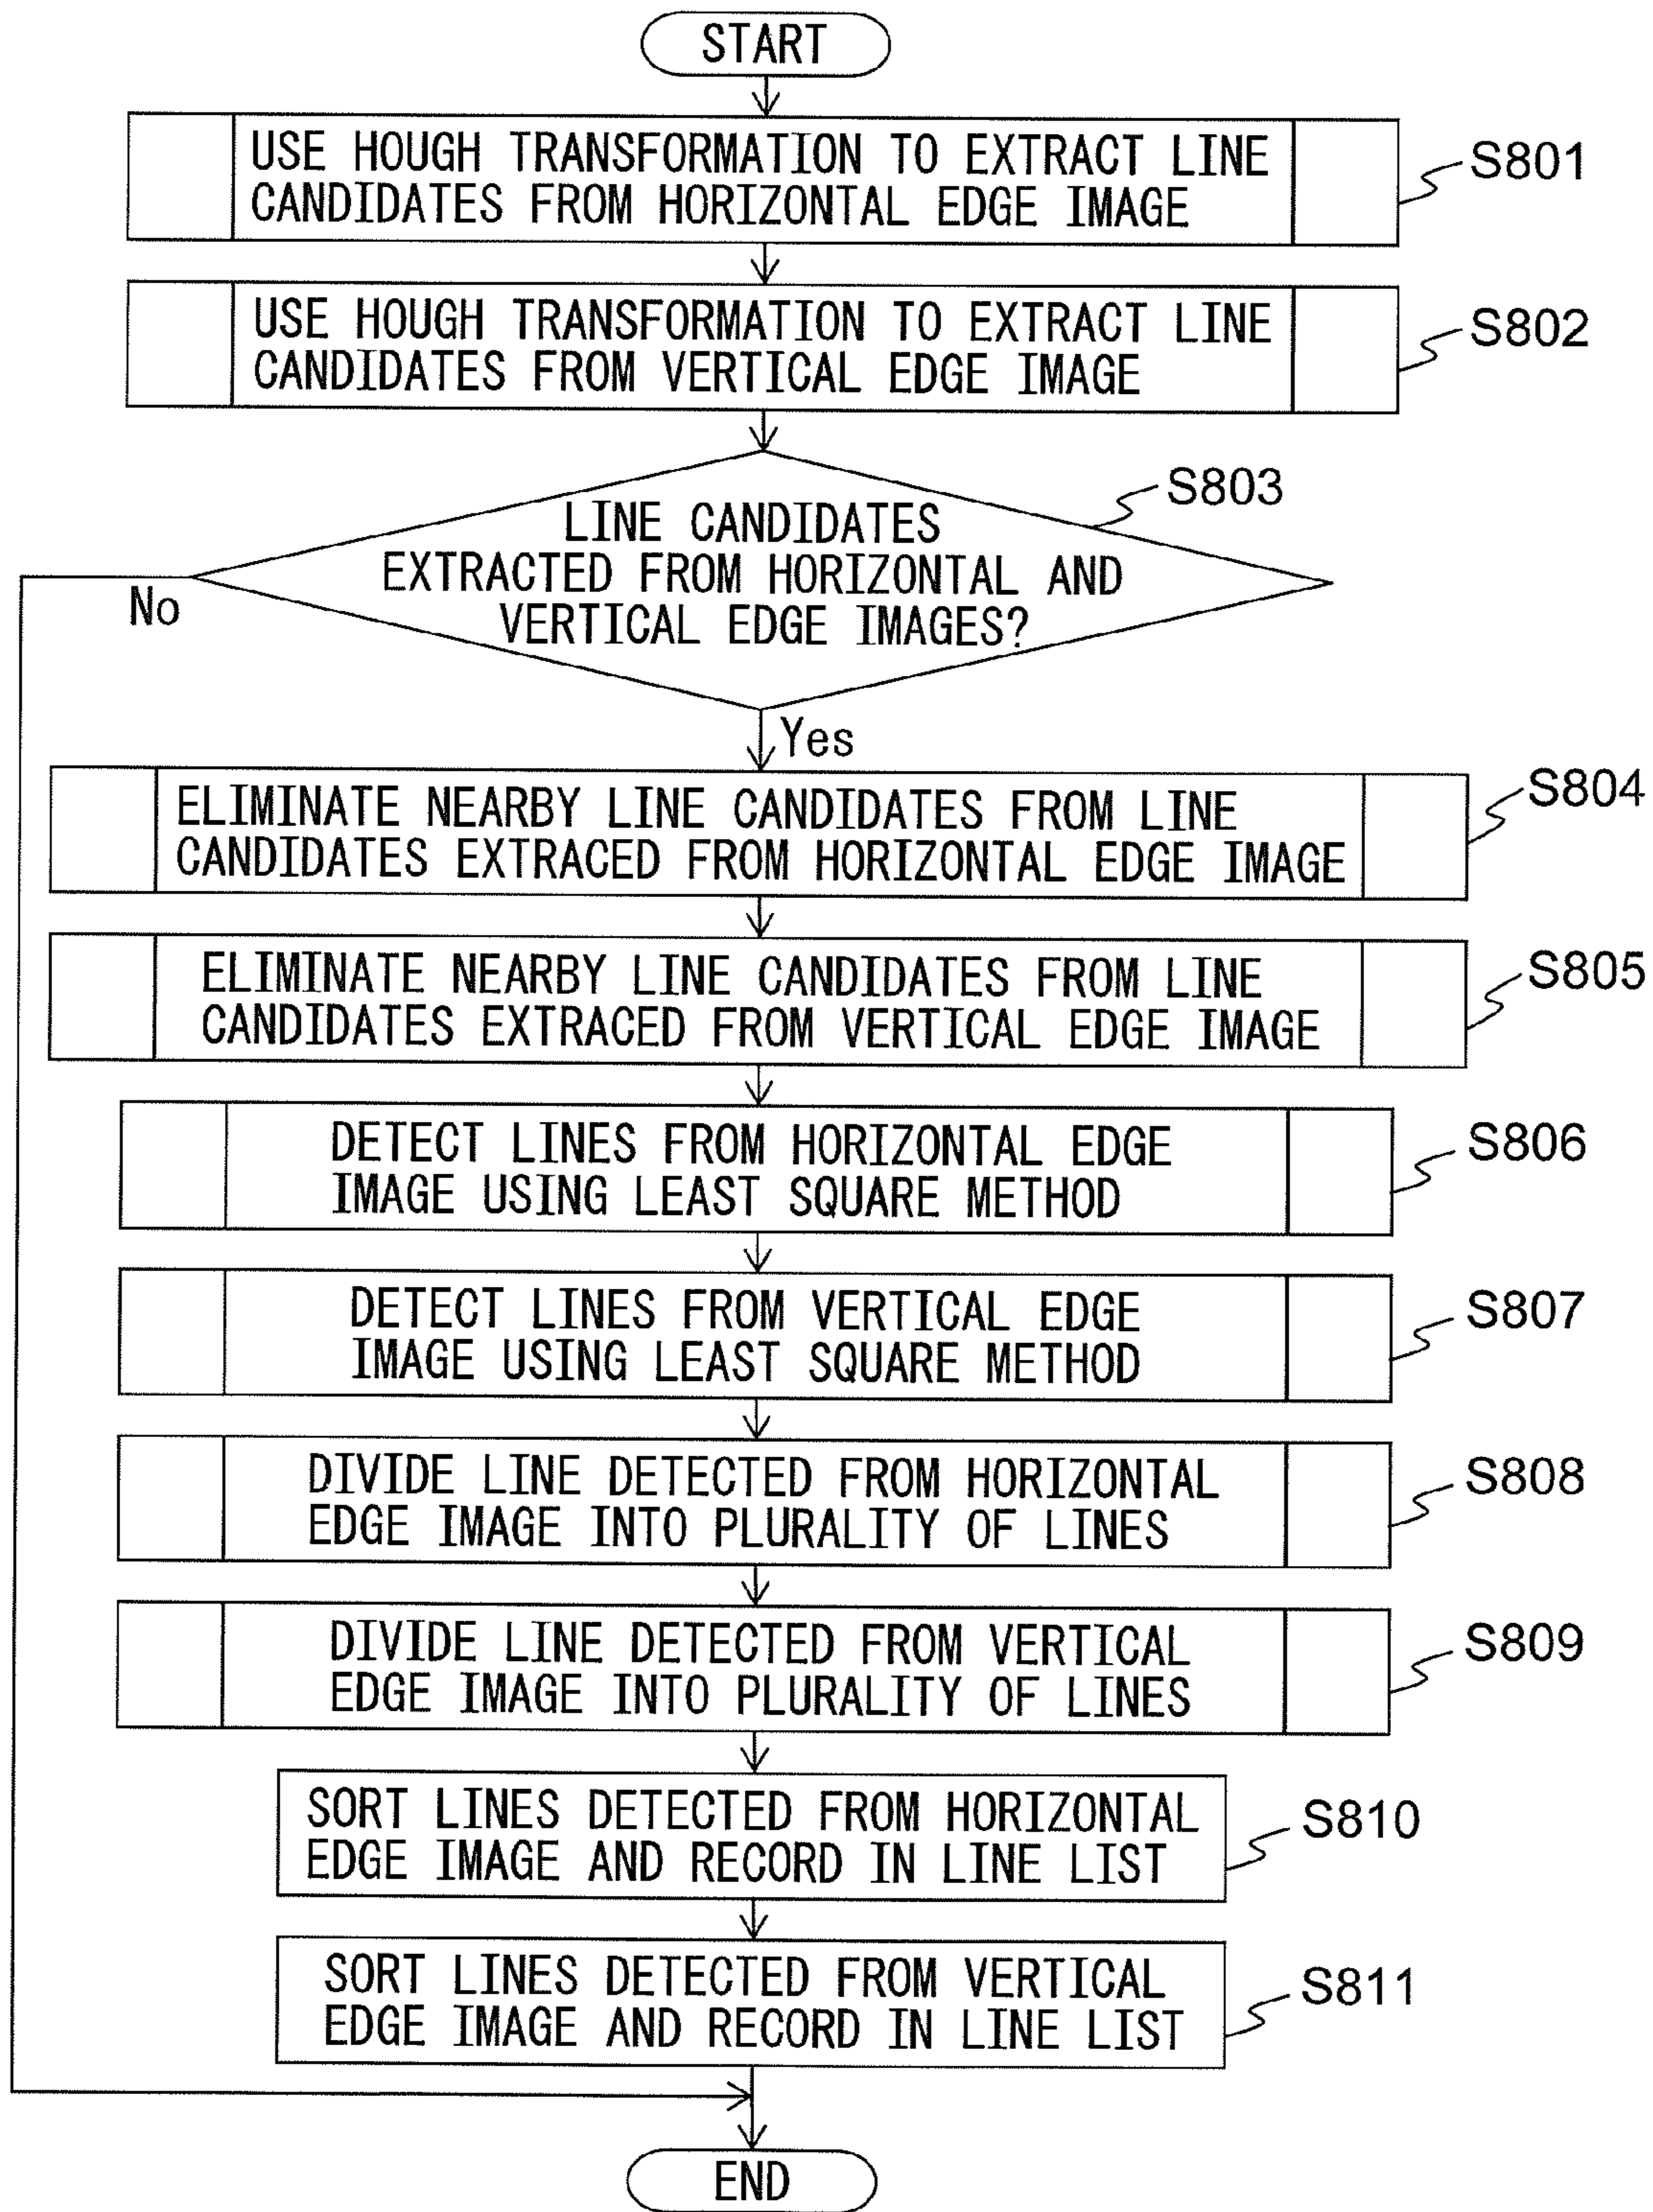 START
USE HOUGH TRANSFORMATION TO EXTRACT LINE
CANDIDATES FROM HORIZONTAL EDGE IMAGE
S801
USE HOUGH TRANSFORMATION TO EXTRACT LINE
CANDIDATES FROM VERTICAL EDGE IMAGE
S802
S803
LINE CANDIDATES
EXTRACTED FROM HORIZONTAL AND
VERTICAL EDGE IMAGES?
No
Yes
ELIMINATE NEARBY LINE CANDIDATES FROM LINE
CANDIDATES EXTRACED FROM HORIZONTAL EDGE IMAGE
S804
ELIMINATE NEARBY LINE CANDIDATES FROM LINE
CANDIDATES EXTRACED FROM VERTICAL EDGE IMAGE
S805
DETECT LINES FROM HORIZONTAL EDGE
IMAGE USING LEAST SQUARE METHOD
S806
DETECT LINES FROM VERTICAL EDGE
IMAGE USING LEAST SQUARE METHOD
S807
DIVIDE LINE DETECTED FROM HORIZONTAL
EDGE IMAGE INTO PLURALITY OF LINES
S808
DIVIDE LINE DETECTED FROM VERTICAL
EDGE IMAGE INTO PLURALITY OF LINES
S809
SORT LINES DETECTED FROM HORIZONTAL
EDGE IMAGE AND RECORD IN LINE LIST
S810
SORT LINES DETECTED FROM VERTICAL
EDGE IMAGE AND RECORD IN LINE LIST
S811
END